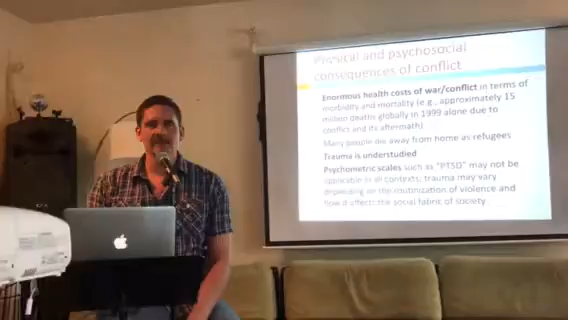 Physical and psychosocial
consequences of conflict
Enormous health costs of war/conflict in terms of
morbidity and mortality (e.g., approximately 15
million deaths globally in 1999 alone due to
conflict and its aftermath)
Many people die away from home as refugees
Trauma is understudied
Psychometric scales such as "PTSD" may not be
applicable in all contexts; trauma may vary
depending on the routinization of violence and
how it affects the social fabric of society